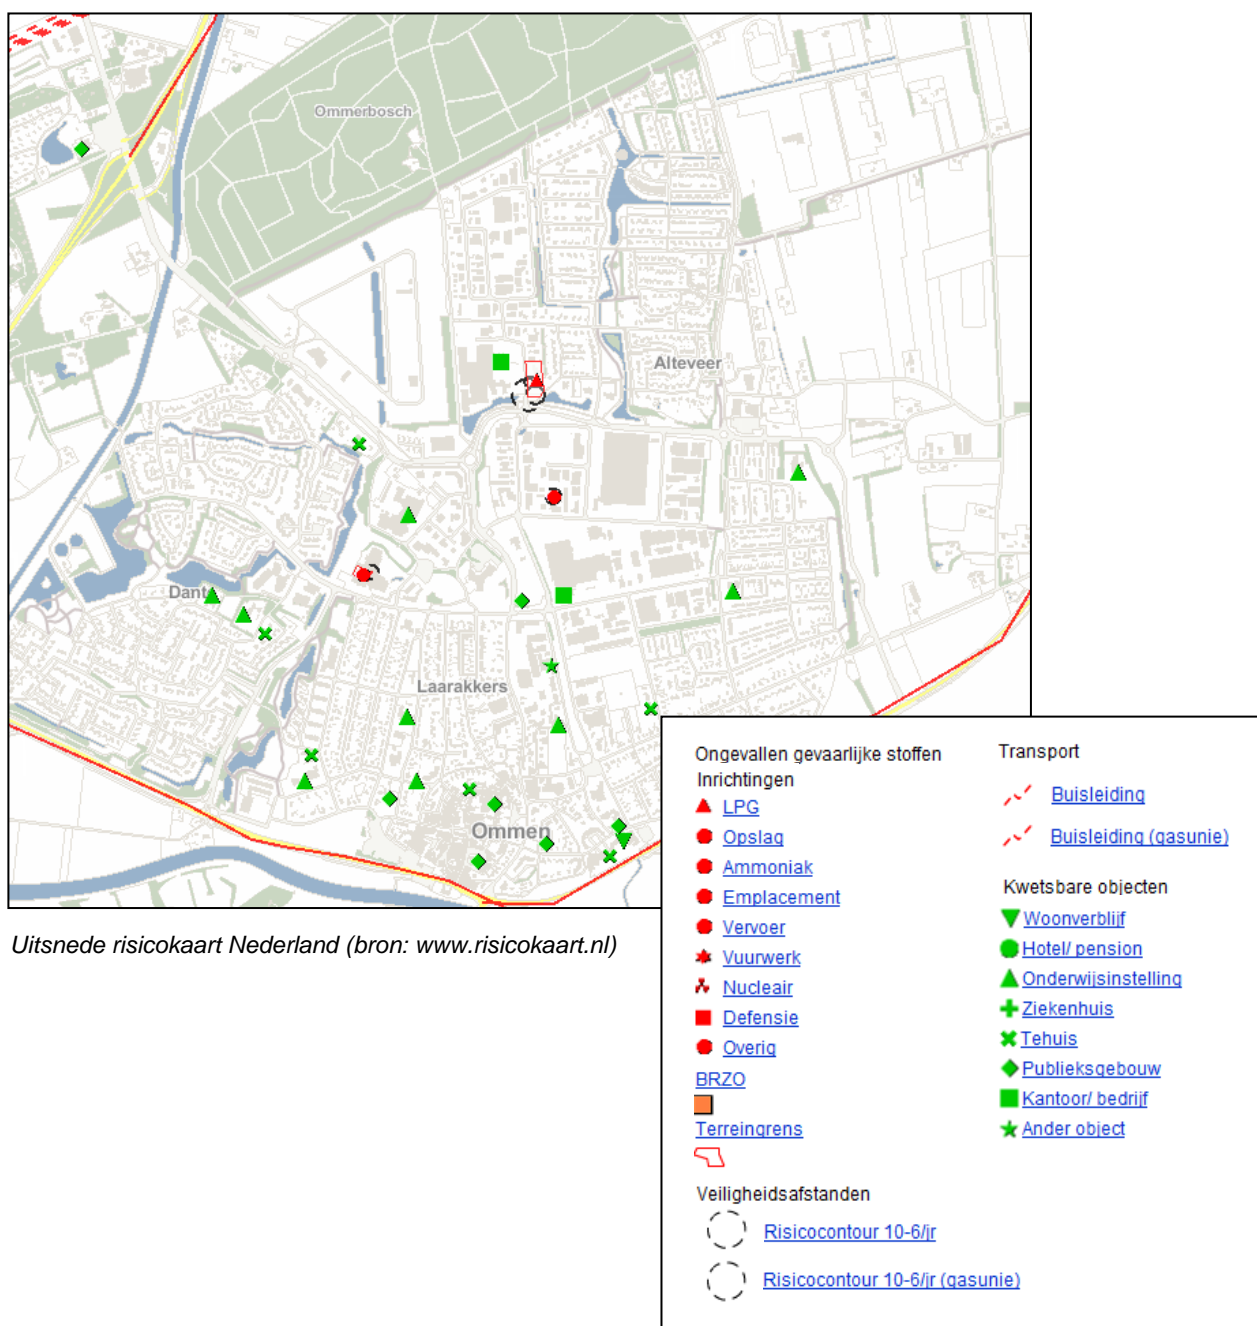 Ommerbosch
Alteveer
Dante
Laarakkers
Ommen
Ongevallen gevaarlijke stoffen
Inrichtingen
LPG
Opslag
Ammoniak
Emplacement
Vervoer
Vuurwerk
Nucleair
Defensie
Overig
BRZO
Terreingrens
Veiligheidsafstanden
Risicocontour 10-6/jr
Risicocontour 10-6/jr (gasunie)
Transport
Buisleiding
Buisleiding (gasunie)
Kwetsbare objecten
Woonverblijf
Hotel/ pension
Onderwijsinstelling
Ziekenhuis
Tehuis
Publieksgebouw
Kantoor/ bedrijf
Ander object
Uitsnede risicokaart Nederland (bron: www.risicokaart.nl)